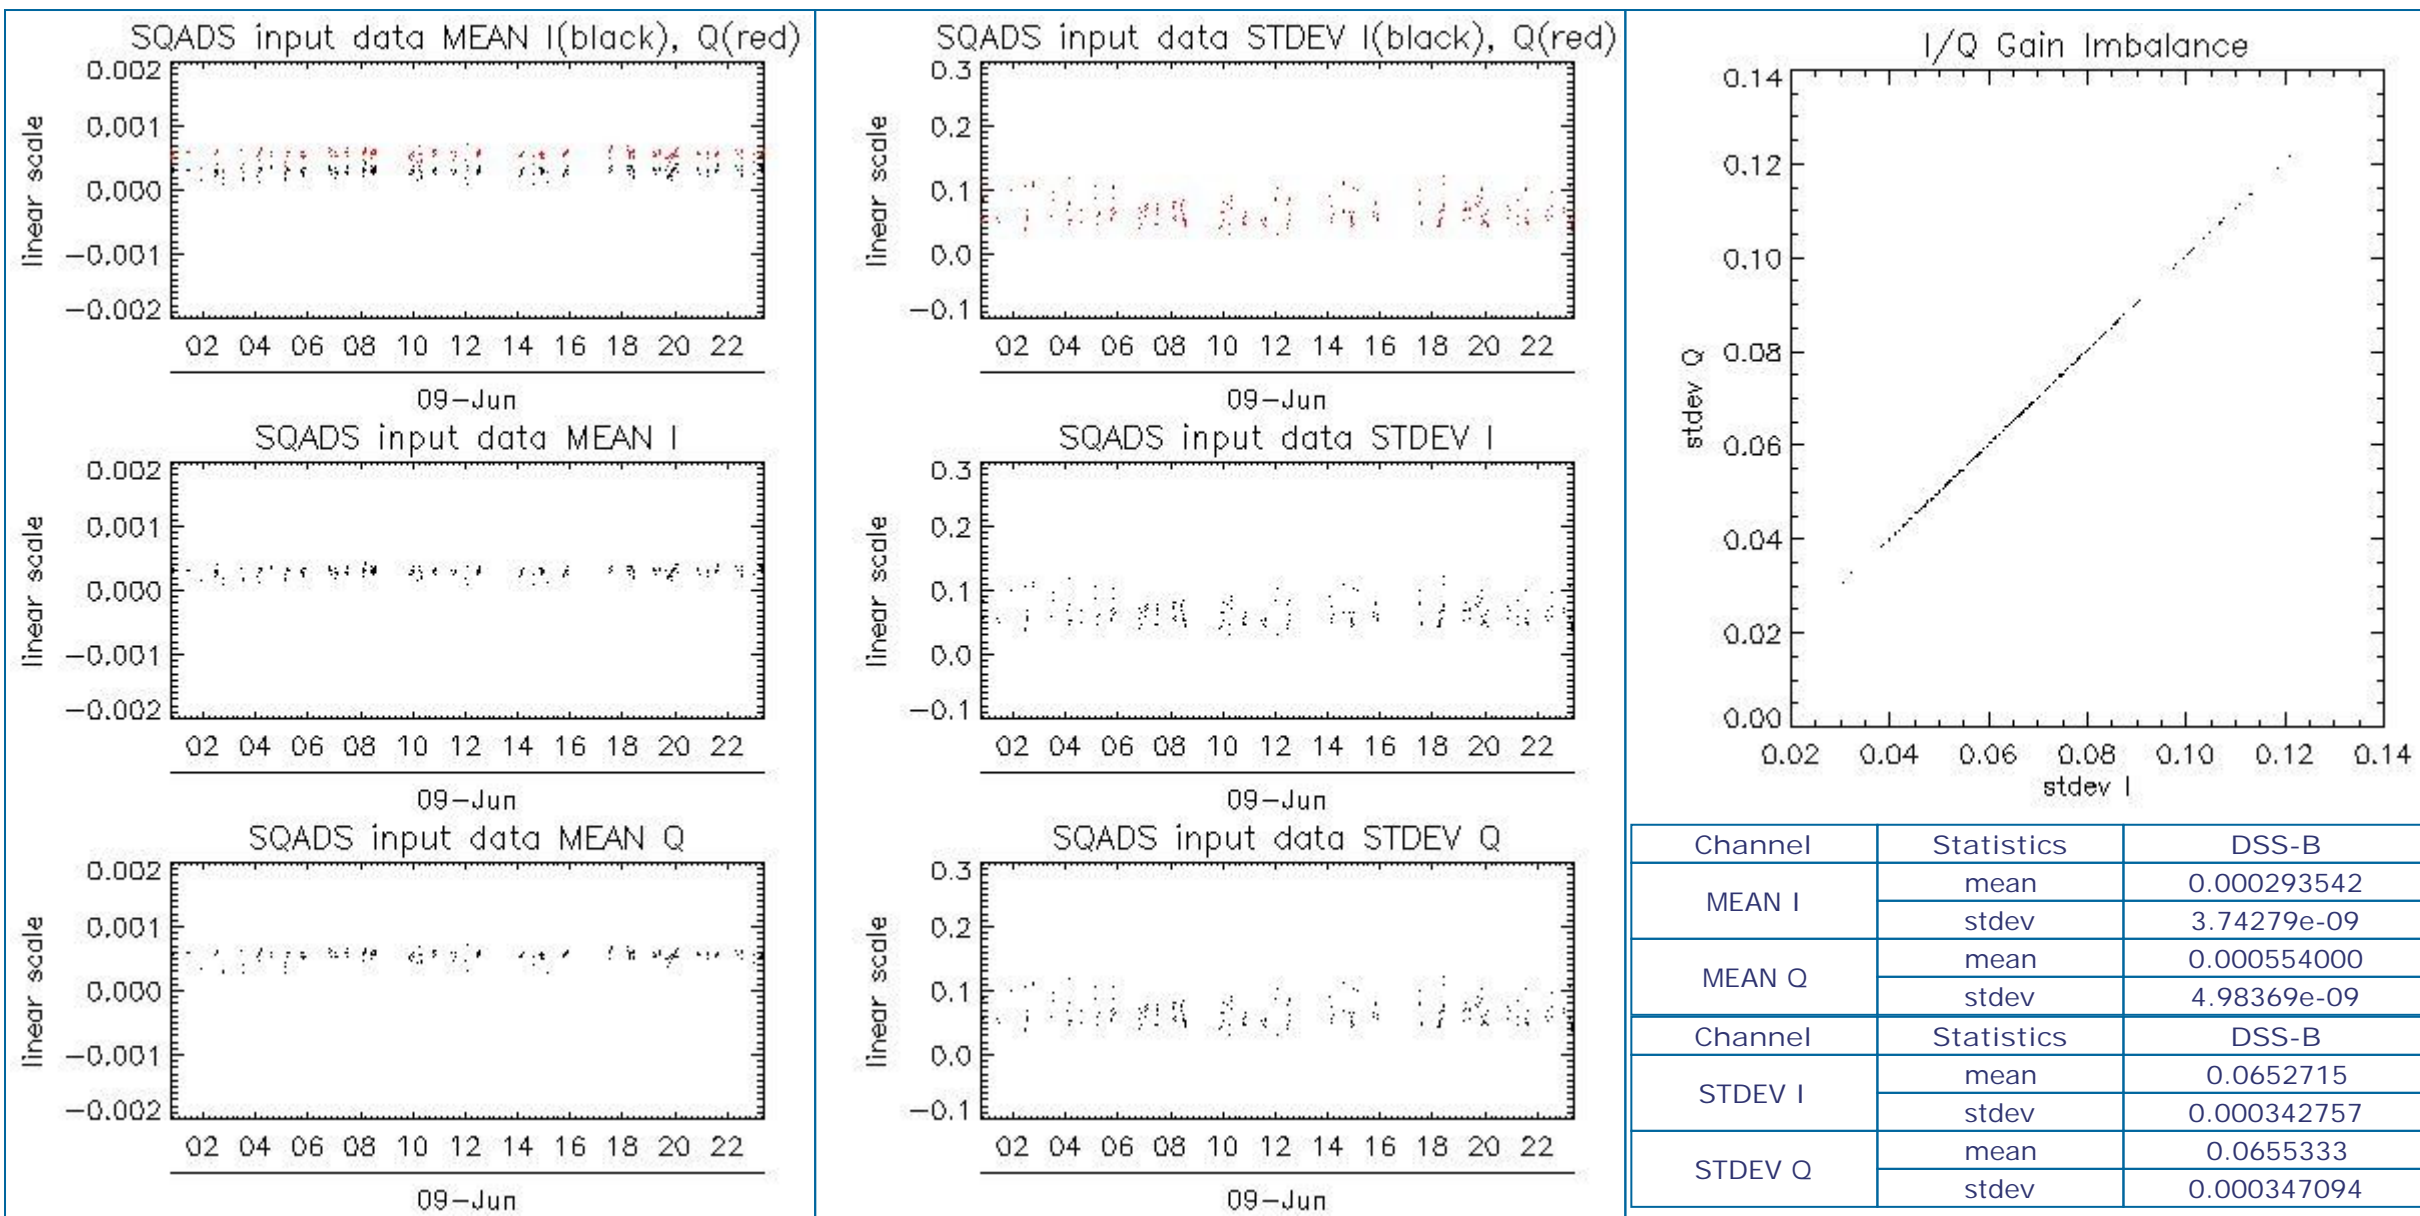 SQADS input data MEAN I(black), Q(red)
linear scale
0.002
0.001
0.000
-0.001
-0.002
02 04 06 08 10 12 14 16 18 20 22
09-Jun
SQADS input data MEAN I
linear scale
0.002
0.001
0.000
-0.001
-0.002
02 04 06 08 10 12 14 16 18 20 22
09-Jun
SQADS input data MEAN Q
linear scale
0.002
0.001
0.000
-0.001
-0.002
02 04 06 08 10 12 14 16 18 20 22
09-Jun
SQADS input data STDEV I(black), Q(red)
linear scale
0.3
0.2
0.1
0.0
-0.1
02 04 06 08 10 12 14 16 18 20 22
09-Jun
SQADS input data STDEV I
linear scale
0.3
0.2
0.1
0.0
-0.1
02 04 06 08 10 12 14 16 18 20 22
09-Jun
SQADS input data STDEV Q
linear scale
0.3
0.2
0.1
0.0
-0.1
02 04 06 08 10 12 14 16 18 20 22
09-Jun
I/Q Gain Imbalance
stdev Q
0.14
0.12
0.10
0.08
0.06
0.04
0.02
0.00
0.02 0.04 0.06 0.08 0.10 0.12 0.14
stdev I
Channel Statistics DSS-B
MEAN I mean 0.000293542
stdev 3.74279e-09
MEAN Q mean 0.000554000
stdev 4.98369e-09
Channel Statistics DSS-B
STDEV I mean 0.0652715
stdev 0.000342757
STDEV Q mean 0.0655333
stdev 0.000347094